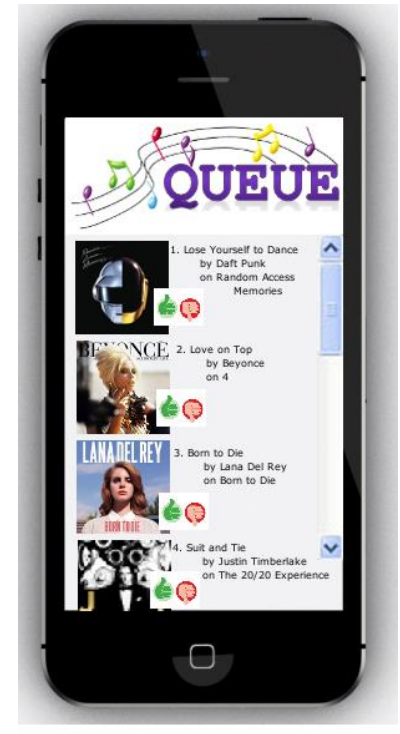 QUEUE
1. Lose Yourself to Dance
by Daft Punk
on Random Access
Memories
BEYONCE
2. Love on Top
by Beyonce
on 4
LANA DEL REY
BORN TO DIE
3. Born to Die
by Lana Del Rey
on Born to Die
4. Suit and Tie
by Justin Timberlake
on The 20/20 Experience